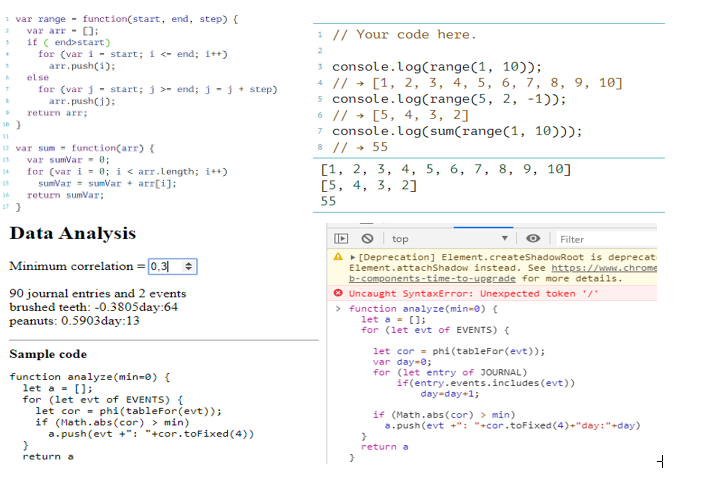 1 var range = function(start, end, step) {
2 var arr = [];
3 if ( end>start)
4 for (var i = start; i <= end; i++)
5 arr.push(i);
6 else
7 for (var j = start; j >= end; j = j + step)
8 arr.push(j);
9 return arr;
10 }
11
12 var sum = function(arr) {
13 var sumVar = 0;
14 for (var i = 0; i < arr.length; i++)
15 sumVar = sumVar + arr[i];
16 return sumVar;
17 }
1 // Your code here.
2
3 console.log(range(1, 10));
4 // → [1, 2, 3, 4, 5, 6, 7, 8, 9, 10]
5 console.log(range(5, 2, -1));
6 // → [5, 4, 3, 2]
7 console.log(sum(range(1, 10)));
8 // → 55
[1, 2, 3, 4, 5, 6, 7, 8, 9, 10]
[5, 4, 3, 2]
55
Data Analysis
Minimum correlation = 0,3
90 journal entries and 2 events
brushed teeth: -0.3805day:64
peanuts: 0.5903day:13
Sample code
function analyze(min=0) {
let a = [];
for (let evt of EVENTS) {
let cor = phi(tableFor(evt));
if (Math.abs(cor) > min)
a.push(evt +": "+cor.toFixed(4))
}
return a
top Filter
[Deprecation] Element.createShadowRoot is deprecat
Element.attachShadow instead. See https://www.chrome
b-components-time-to-upgrade for more details.
Uncaught SyntaxError: Unexpected token '/'
> function analyze(min=0) {
let a = [];
for (let evt of EVENTS) {
let cor = phi(tableFor(evt));
var day=0;
for (let entry of JOURNAL)
if(entry.events.includes(evt))
day=day+1;
if (Math.abs(cor) > min)
a.push(evt +": "+cor.toFixed(4)+"day:"+day)
}
return a
}